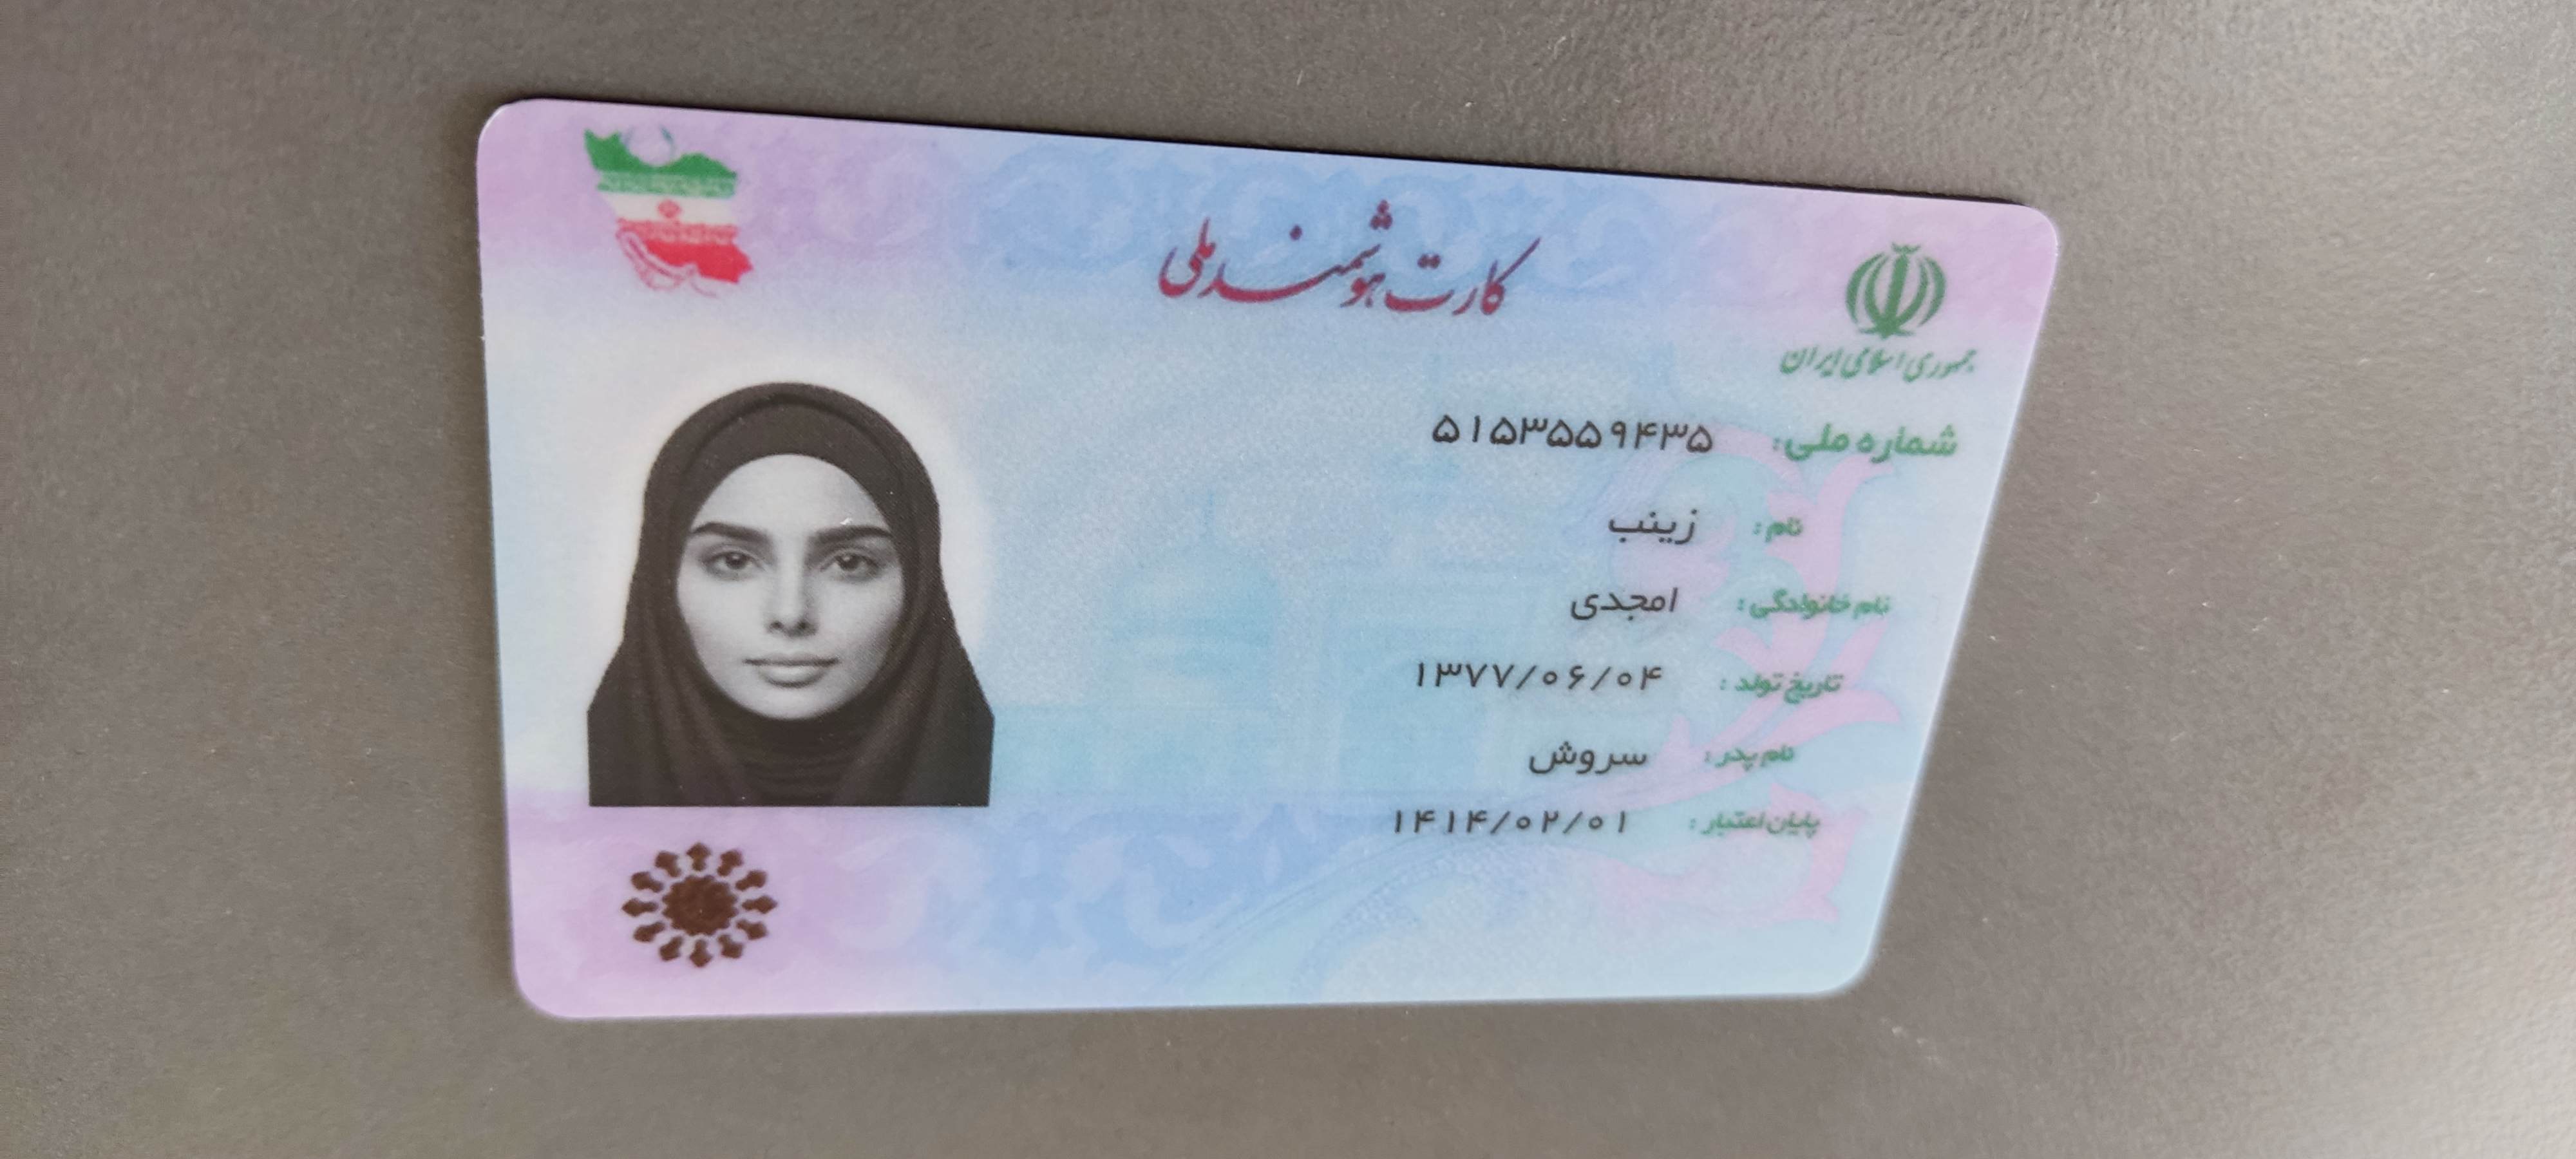 جمهوری اسلامی ایران
کارت هوشمند ملی
شماره ملی: ۵۱۵۳۵۵۹۴۳۵
نام: زینب
نام خانوادگی: امجدی
تاریخ تولد: ۱۳۷۷/۰۶/۰۴
نام پدر: سروش
پایان اعتبار: ۱۴۱۴/۰۲/۰۱